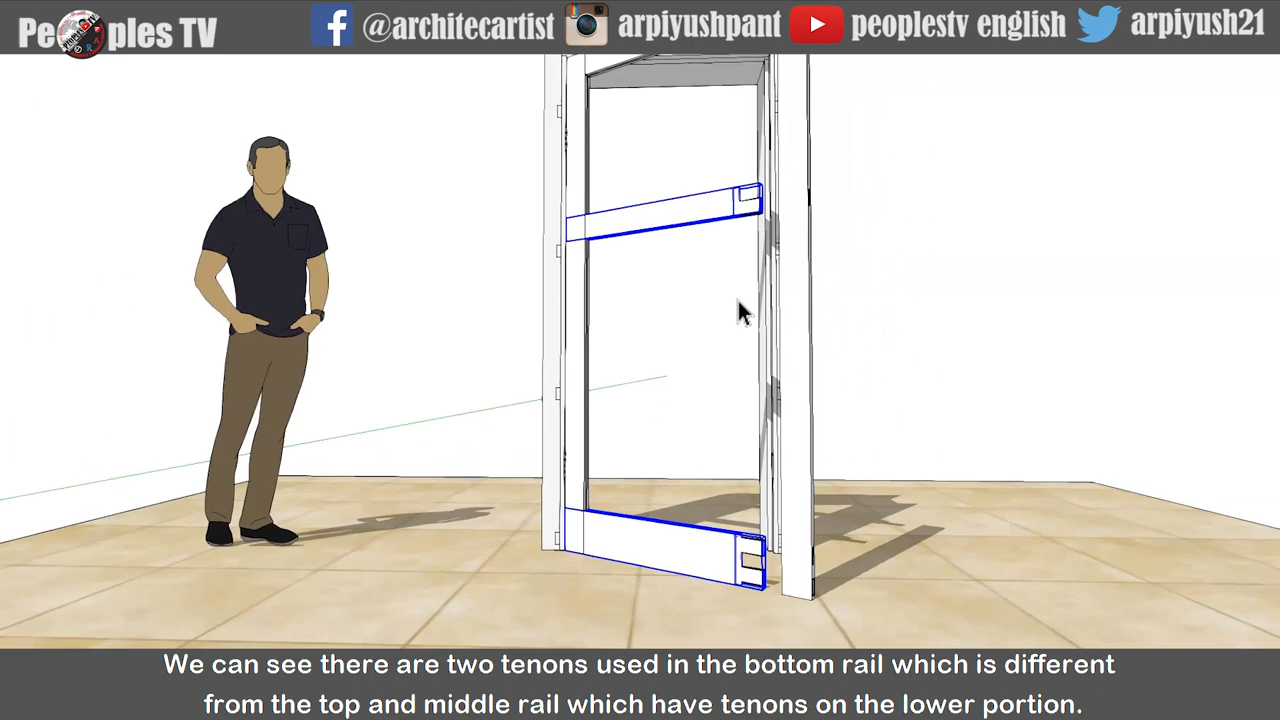 Peoples TV @architecartist arpiyushpant peoplestv english arpiyush21
We can see there are two tenons used in the bottom rail which is different
from the top and middle rail which have tenons on the lower portion.